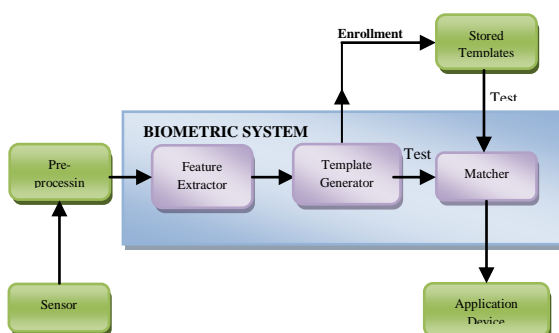 Enrollment
Stored
Templates
Test
BIOMETRIC SYSTEM
Pre-
processin
Feature
Extractor
Template
Generator
Test
Matcher
Sensor
Application
Device